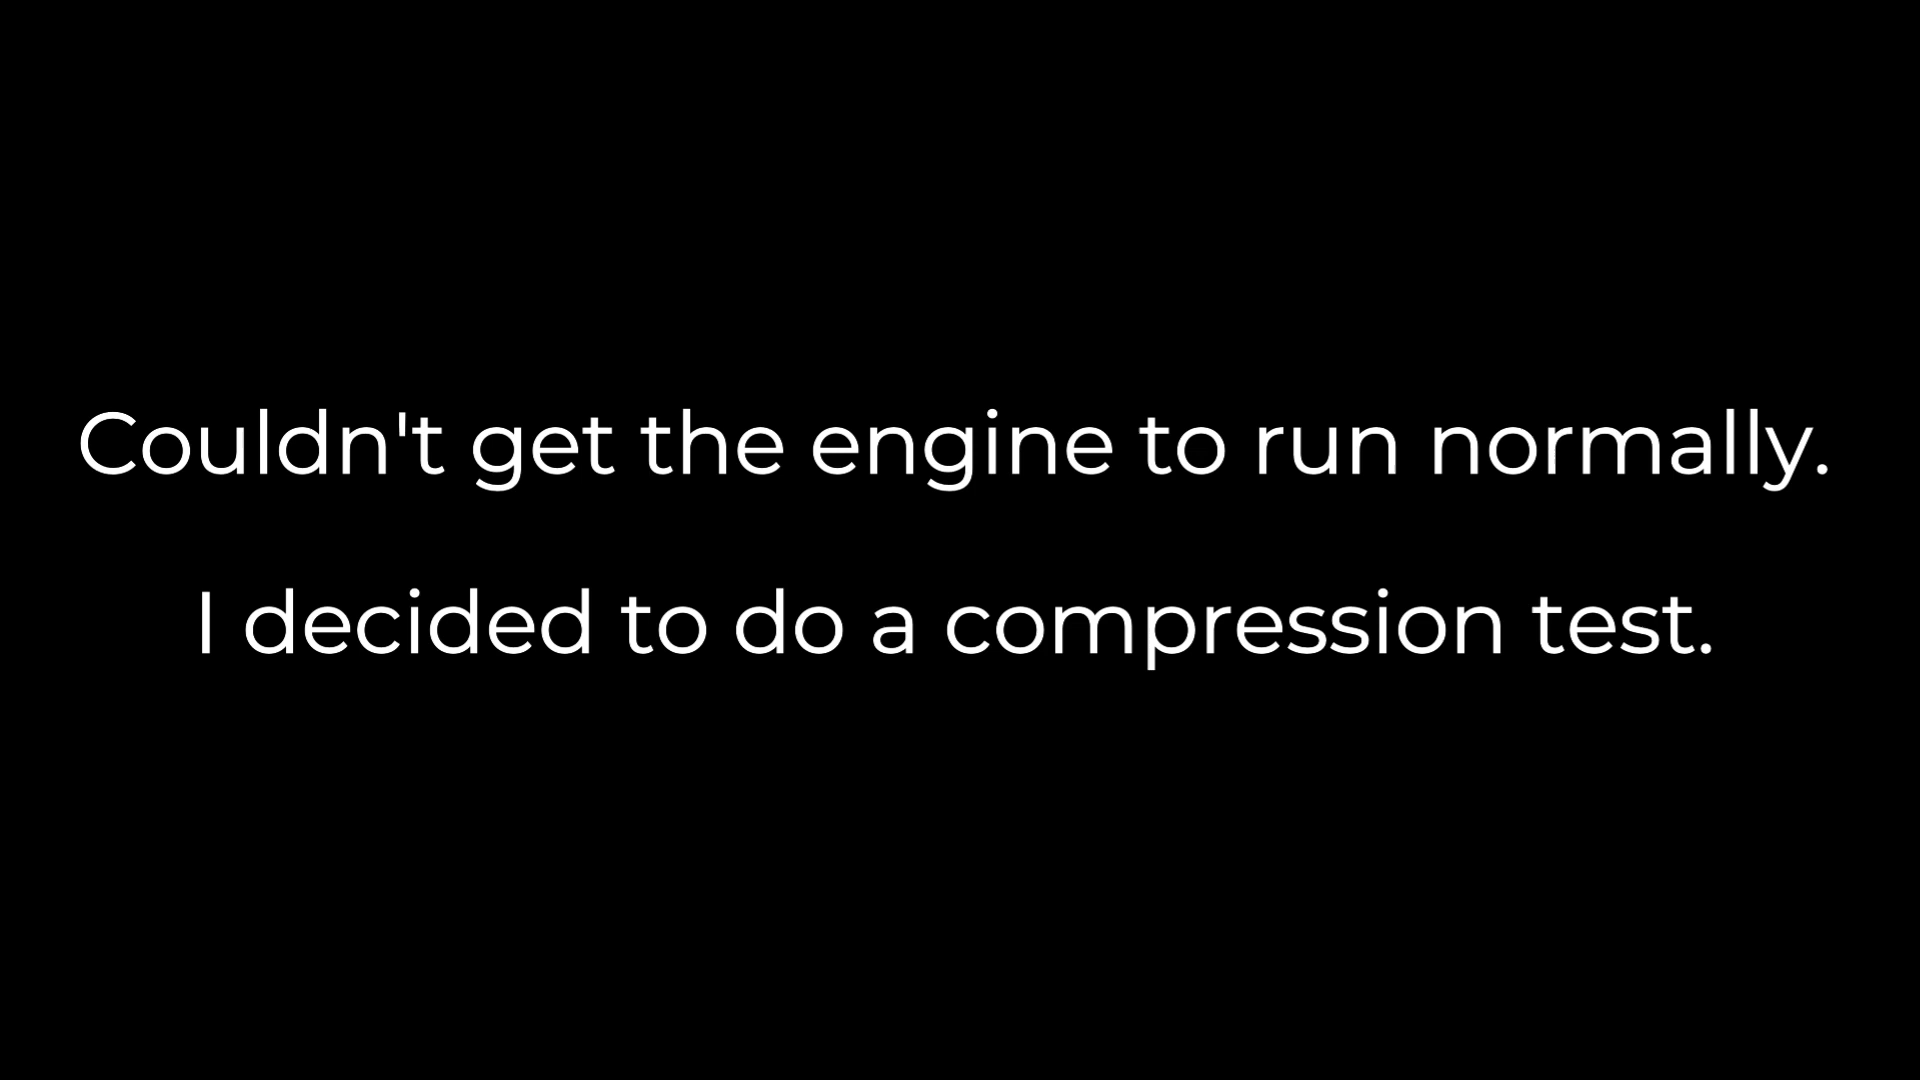 Couldn't get the engine to run normally.
I decided to do a compression test.